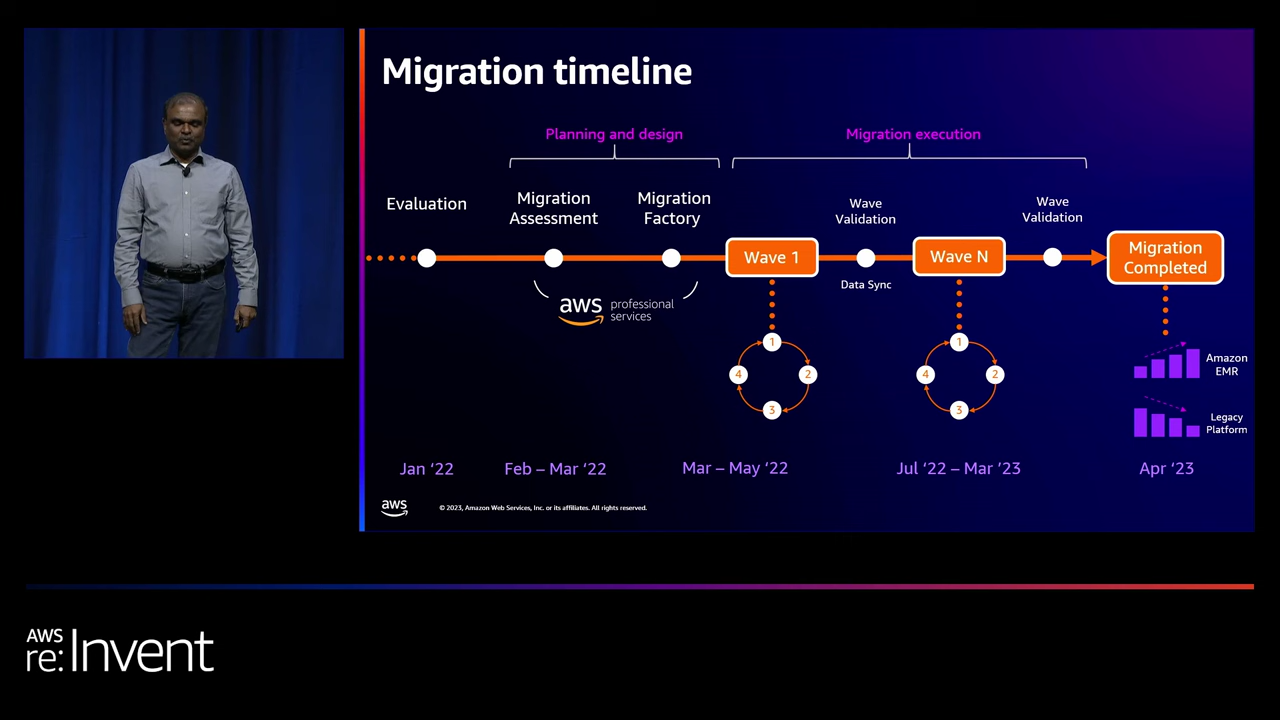 Migration timeline
Planning and design
Migration execution
Evaluation
Migration
Assessment
Migration
Factory
Wave 1
Wave
Validation
Data Sync
Wave N
Wave
Validation
Migration
Completed
aws professional
services
1
2
3
4
1
2
3
4
Amazon
EMR
Legacy
Platform
Jan ‘22
Feb – Mar ‘22
Mar – May ‘22
Jul ‘22 – Mar ‘23
Apr ‘23
aws
© 2023, Amazon Web Services, Inc. or its affiliates. All rights reserved.
AWS
re:Invent